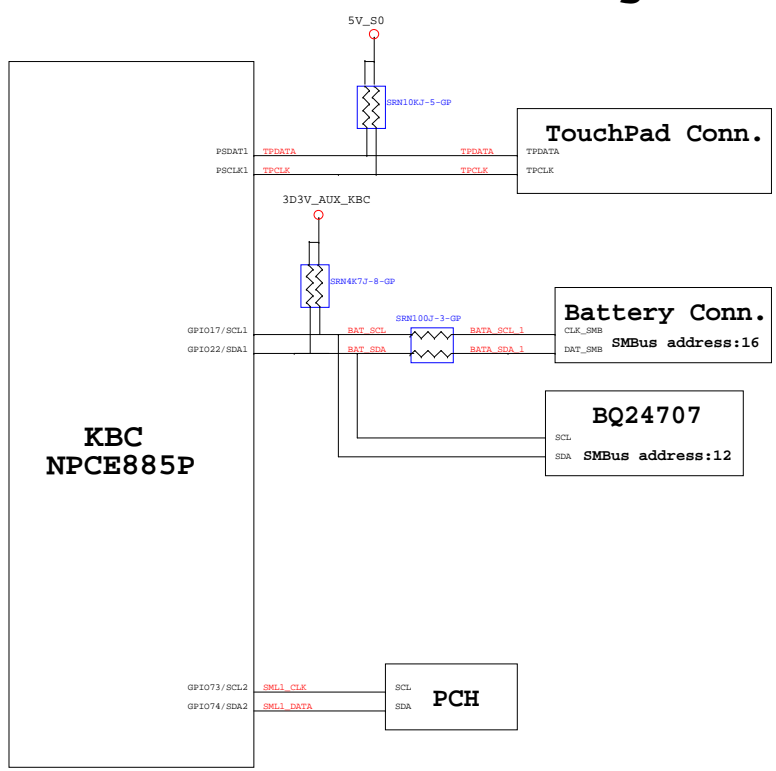 g
5V_S0
SRN10KJ-5-GP
TouchPad Conn.
PSDAT1 TPDATA TPDATA TPDATA
PSCLK1 TPCLK TPCLK TPCLK
3D3V_AUX_KBC
SRN4K7J-8-GP
SRN100J-3-GP
Battery Conn.
GPIO17/SCL1 BAT_SCL BATA_SCL_1 CLK_SMB
SMBus address:16
GPIO22/SDA1 BAT_SDA BATA_SDA_1 DAT_SMB
BQ24707
KBC
SCL
NPCE885P
SDA SMBus address:12
GPIO73/SCL2 SML1_CLK SCL
PCH
GPIO74/SDA2 SML1_DATA SDA